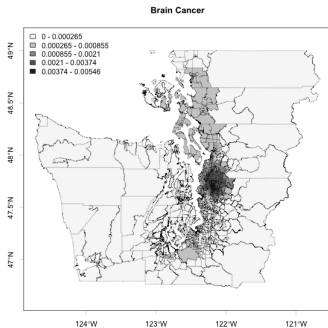 Brain Cancer
0 - 0.000265
0.000265 - 0.000855
0.000855 - 0.0021
0.0021 - 0.00374
0.00374 - 0.00546
49°N
48.5°N
48°N
47.5°N
47°N
124°W 123°W 122°W 121°W